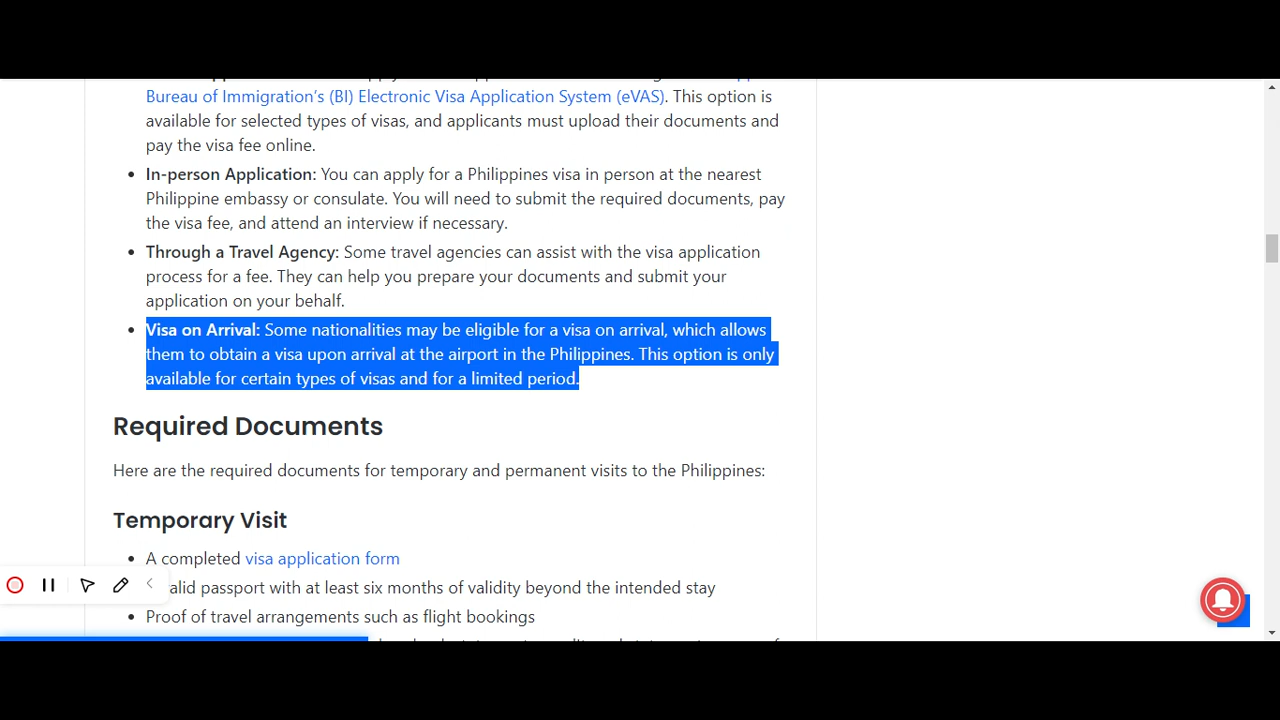 Bureau of Immigration’s (BI) Electronic Visa Application System (eVAS). This option is
available for selected types of visas, and applicants must upload their documents and
pay the visa fee online.
• In-person Application: You can apply for a Philippines visa in person at the nearest
Philippine embassy or consulate. You will need to submit the required documents, pay
the visa fee, and attend an interview if necessary.
• Through a Travel Agency: Some travel agencies can assist with the visa application
process for a fee. They can help you prepare your documents and submit your
application on your behalf.
• Visa on Arrival: Some nationalities may be eligible for a visa on arrival, which allows
them to obtain a visa upon arrival at the airport in the Philippines. This option is only
available for certain types of visas and for a limited period.
Required Documents
Here are the required documents for temporary and permanent visits to the Philippines:
Temporary Visit
• A completed visa application form
alid passport with at least six months of validity beyond the intended stay
• Proof of travel arrangements such as flight bookings